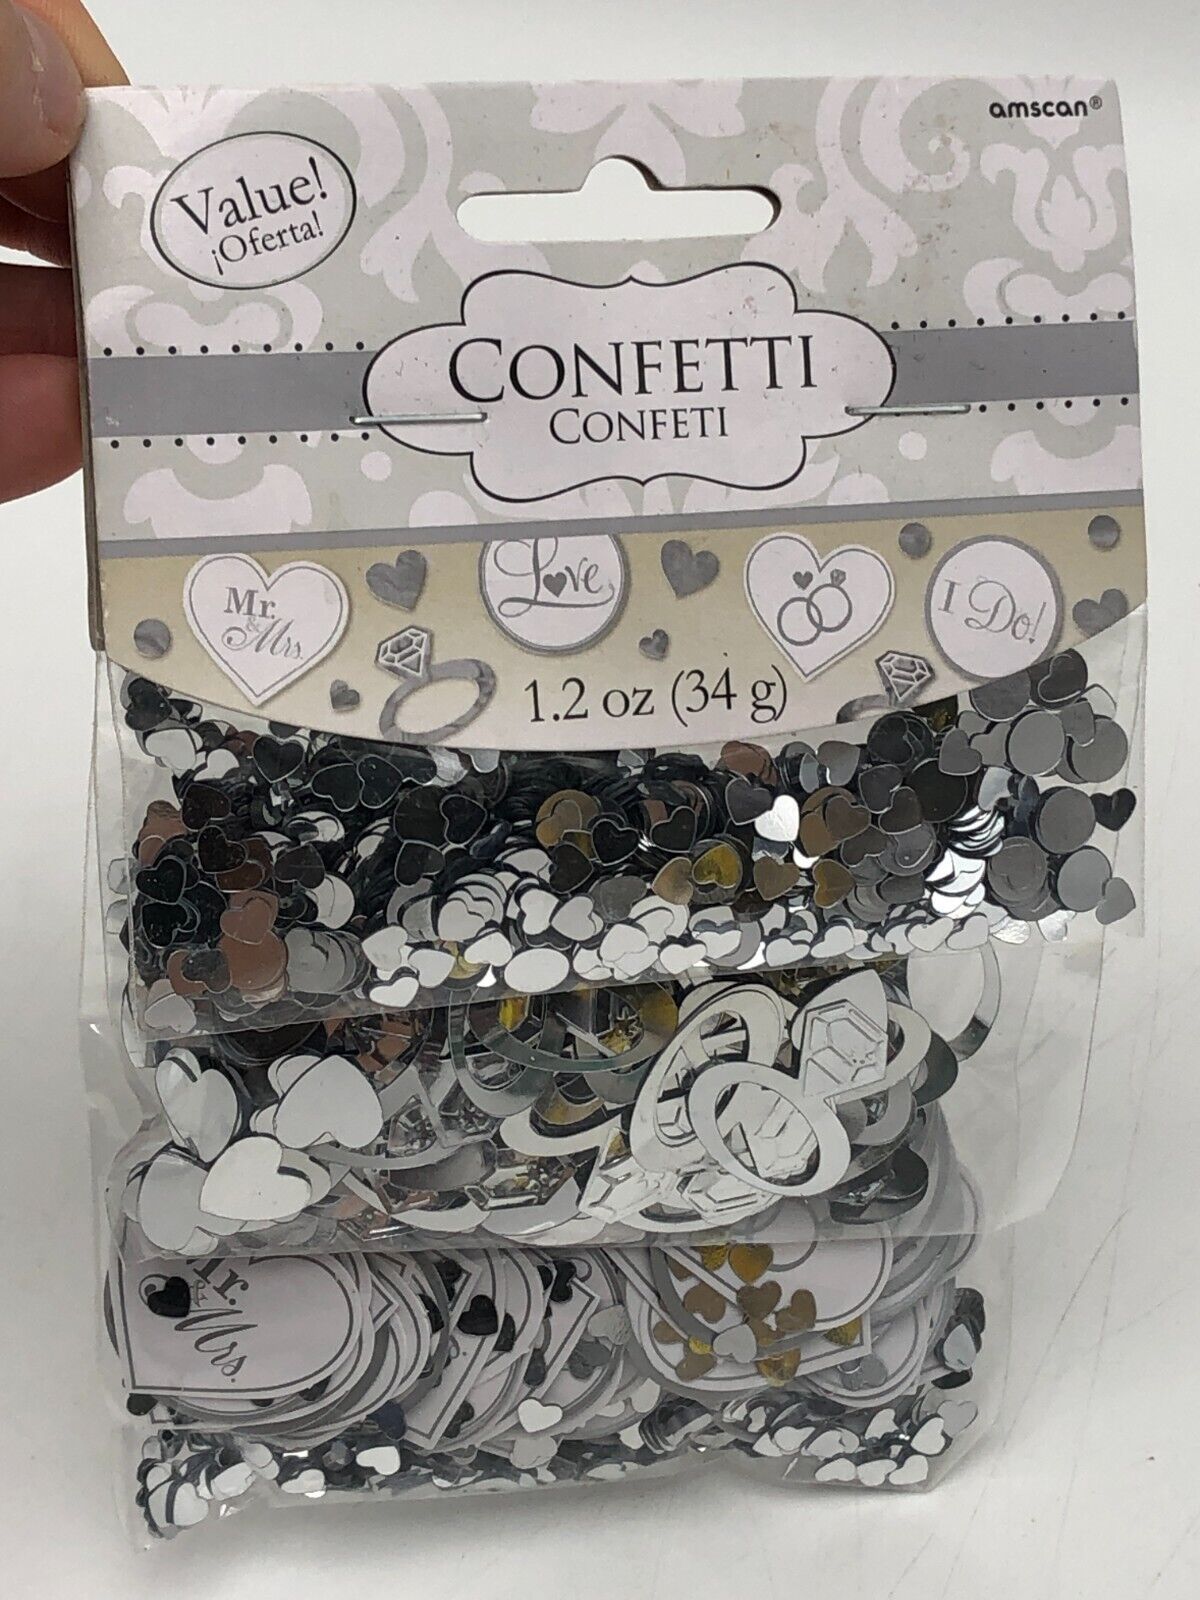 amscan®
Value!
¡Oferta!
CONFETTI
CONFETI
Mr.
& Mrs.
Love
I Do!
1.2 oz (34 g)
Mr.
& Mrs.